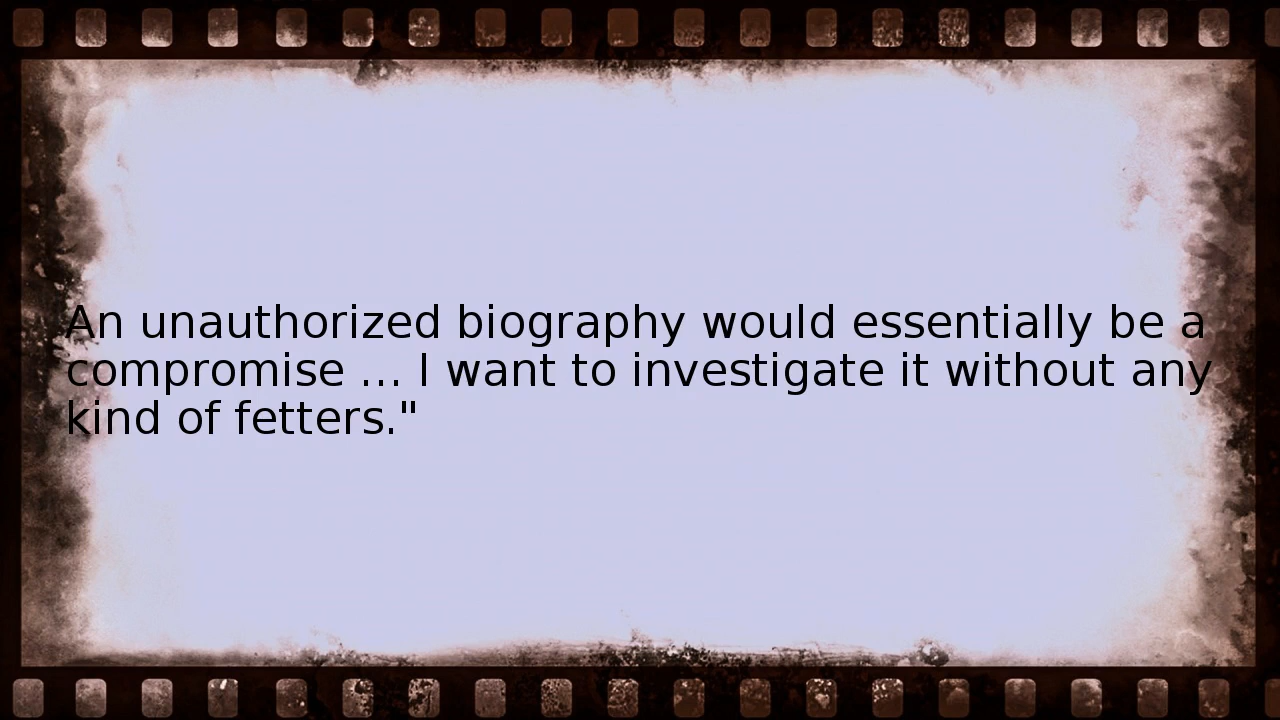 An unauthorized biography would essentially be a
compromise ... I want to investigate it without any
kind of fetters."